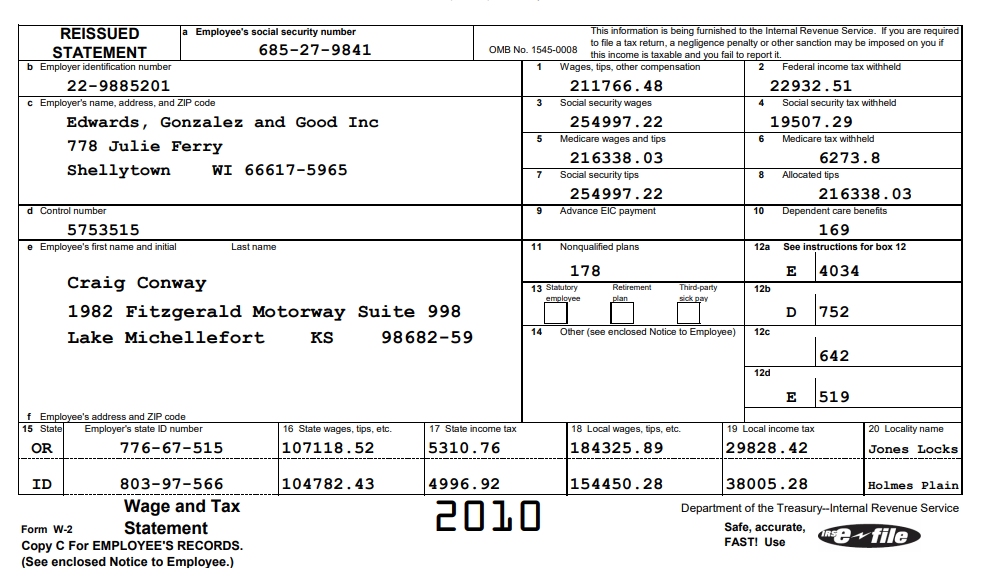 REISSUED STATEMENT
a Employee's social security number
685-27-9841
OMB No. 1545-0008
This information is being furnished to the Internal Revenue Service. If you are required
to file a tax return, a negligence penalty or other sanction may be imposed on you if
this income is taxable and you fail to report it.
b Employer identification number
22-9885201
1 Wages, tips, other compensation
211766.48
2 Federal income tax withheld
22932.51
c Employer's name, address, and ZIP code
Edwards, Gonzalez and Good Inc
778 Julie Ferry
Shellytown WI 66617-5965
3 Social security wages
254997.22
4 Social security tax withheld
19507.29
5 Medicare wages and tips
216338.03
6 Medicare tax withheld
6273.8
7 Social security tips
254997.22
8 Allocated tips
216338.03
d Control number
5753515
9 Advance EIC payment
10 Dependent care benefits
169
e Employee's first name and initial Last name
Craig Conway
1982 Fitzgerald Motorway Suite 998
Lake Michellefort KS 98682-59
f Employee's address and ZIP code
11 Nonqualified plans
178
12a See instructions for box 12
E 4034
13 Statutory employee Retirement plan Third-party sick pay
12b
D 752
14 Other (see enclosed Notice to Employee)
12c
642
12d
E 519
15 State Employer's state ID number 16 State wages, tips, etc. 17 State income tax 18 Local wages, tips, etc. 19 Local income tax 20 Locality name
OR 776-67-515 107118.52 5310.76 184325.89 29828.42 Jones Locks
ID 803-97-566 104782.43 4996.92 154450.28 38005.28 Holmes Plain
Form W-2 Wage and Tax Statement
2010
Department of the Treasury--Internal Revenue Service
Copy C For EMPLOYEE'S RECORDS.
(See enclosed Notice to Employee.)
Safe, accurate,
FAST! Use
IRS e file